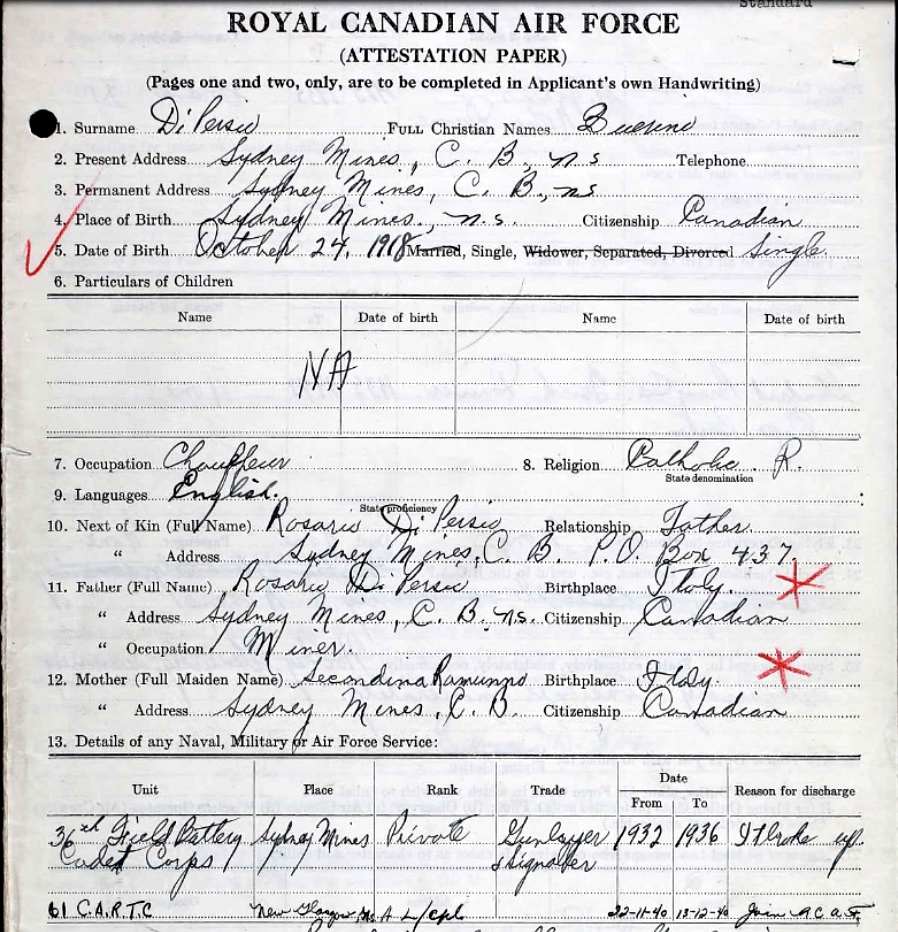 Standard
ROYAL CANADIAN AIR FORCE
(ATTESTATION PAPER)
(Pages one and two, only, are to be completed in Applicant's own Handwriting)
1. Surname Di Persio FULL Christian Names Guerino
2. Present Address Sydney Mines, C. B, n s Telephone
3. Permanent Address Sydney Mines, C. B, ns
4. Place of Birth Sydney Mines, n.s. Citizenship Canadian
5. Date of Birth October 24, 1918 Married, Single, Widower, Separated, Divorced Single
6. Particulars of Children
Name Date of birth Name Date of birth
NA
7. Occupation Chauffeur 8. Religion Catholic. R.
State denomination
9. Languages English.
State proficiency
10. Next of Kin (Full Name) Rosario Di Persio Relationship Father
" Address Sydney Mines, C. B. P.O. Box 437.
11. Father (Full Name) Rosario Di Persio Birthplace Italy.
" Address Sydney Mines, C. B. n.s. Citizenship Canadian
" Occupation Miner.
12. Mother (Full Maiden Name) Secondina Ramunno Birthplace Italy.
" Address Sydney Mines, C. B. Citizenship Canadian
13. Details of any Naval, Military or Air Force Service:
Unit Place Rank Trade Date From To Reason for discharge
36th Field Battery Sydney Mines Private Gunlayer 1932 1936 It broke up.
Cadet Corps & signaller
61 C.A.R.T.C New Glasgow A L/cpl 22-11-40 13-12-40 Join R.C.A.F.